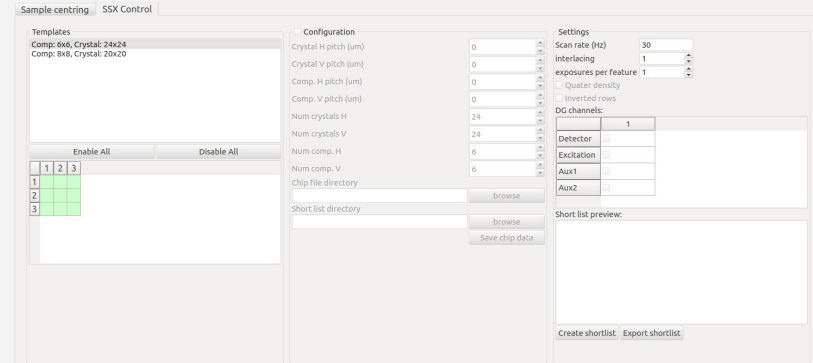 Sample centring SSX Control
Templates
Comp: 6x6, Crystal: 24x24
Comp: 8x8, Crystal: 20x20
Enable All Disable All
1 2 3
1
2
3
Configuration
Crystal H pitch (um) 0
Crystal V pitch (um) 0
Comp. H pitch (um) 0
Comp. V pitch (um) 0
Num crystals H 24
Num crystals V 24
Num comp. H 6
Num comp. V 6
Chip file directory
browse
Short list directory
browse
Save chip data
Settings
Scan rate (Hz) 30
interlacing 1
exposures per feature 1
Quater density
Inverted rows
DG channels:
1
Detector
Excitation
Aux1
Aux2
Short list preview:
Create shortlist Export shortlist